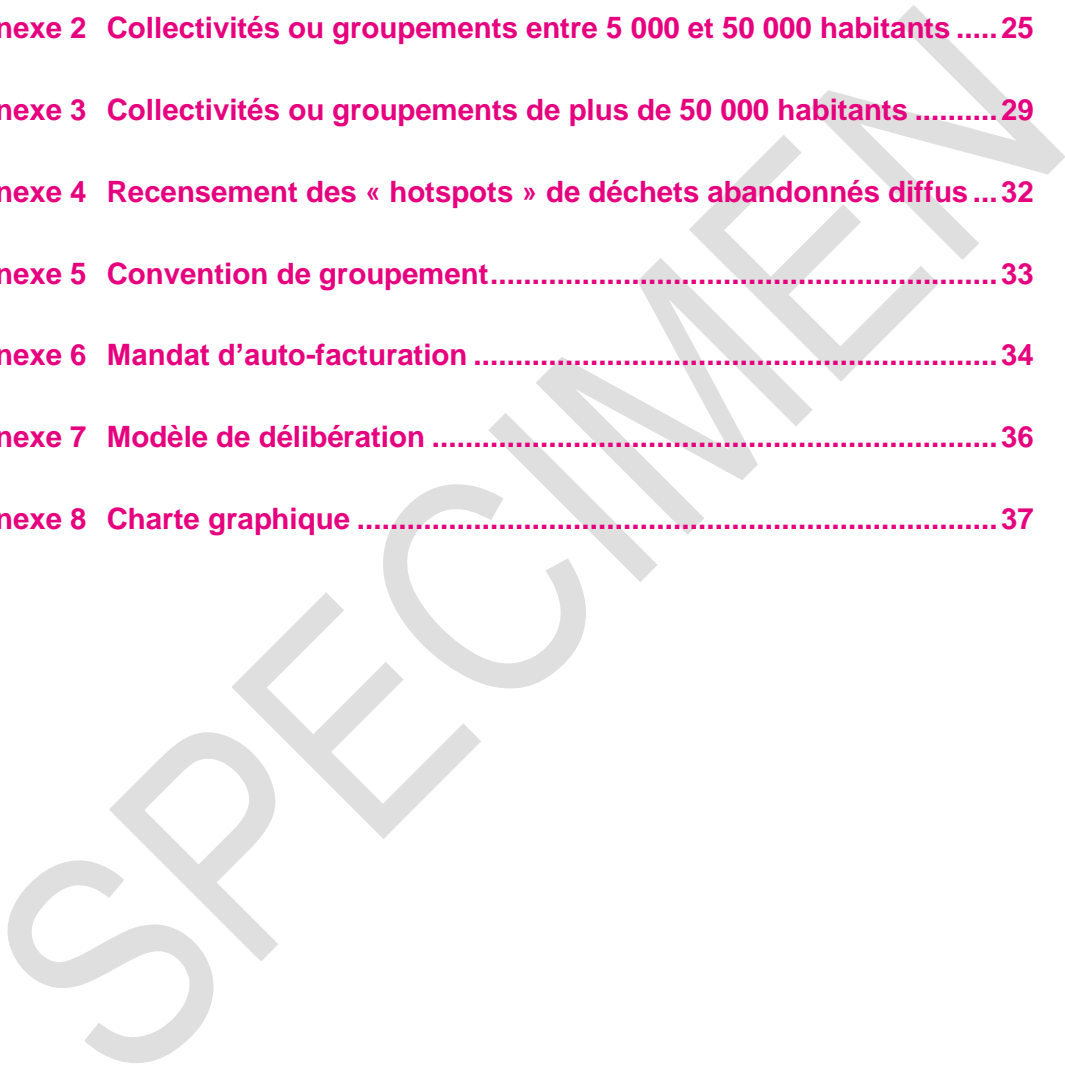 nexe 2 Collectivités ou groupements entre 5 000 et 50 000 habitants ..... 25
nexe 3 Collectivités ou groupements de plus de 50 000 habitants .......... 29
nexe 4 Recensement des « hotspots » de déchets abandonnés diffus ... 32
nexe 5 Convention de groupement............................................................. 33
nexe 6 Mandat d'auto-facturation ............................................................... 34
nexe 7 Modèle de délibération .................................................................... 36
nexe 8 Charte graphique ............................................................................. 37
SPECIMEN